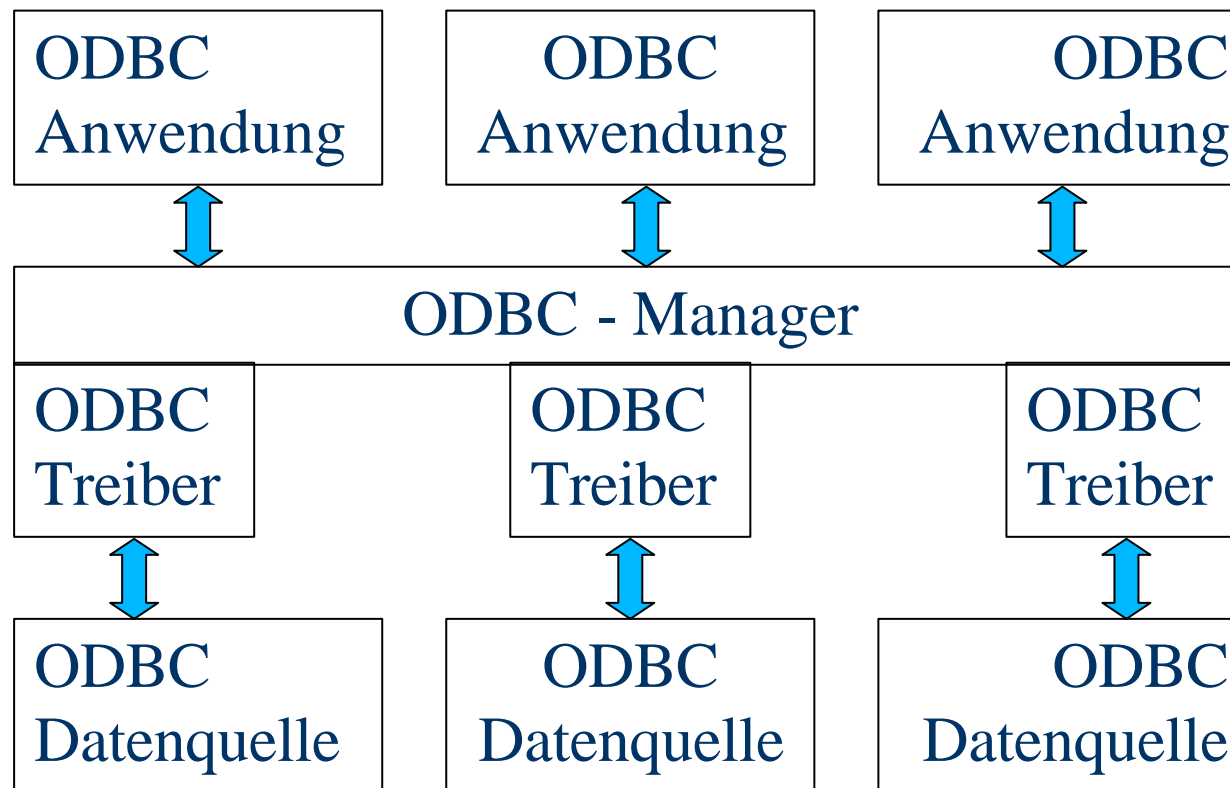 ODBC
Anwendung
ODBC
Anwendung
ODBC
Anwendung
ODBC - Manager
ODBC
Treiber
ODBC
Treiber
ODBC
Treiber
ODBC
Datenquelle
ODBC
Datenquelle
ODBC
Datenquelle